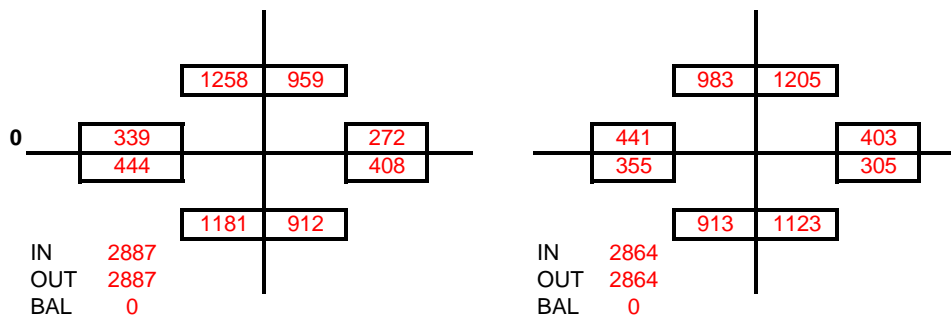 1258 959 983 1205
0 339 272 441 403
444 408 355 305
1181 912 913 1123
IN 2887 IN 2864
OUT 2887 OUT 2864
BAL 0 BAL 0